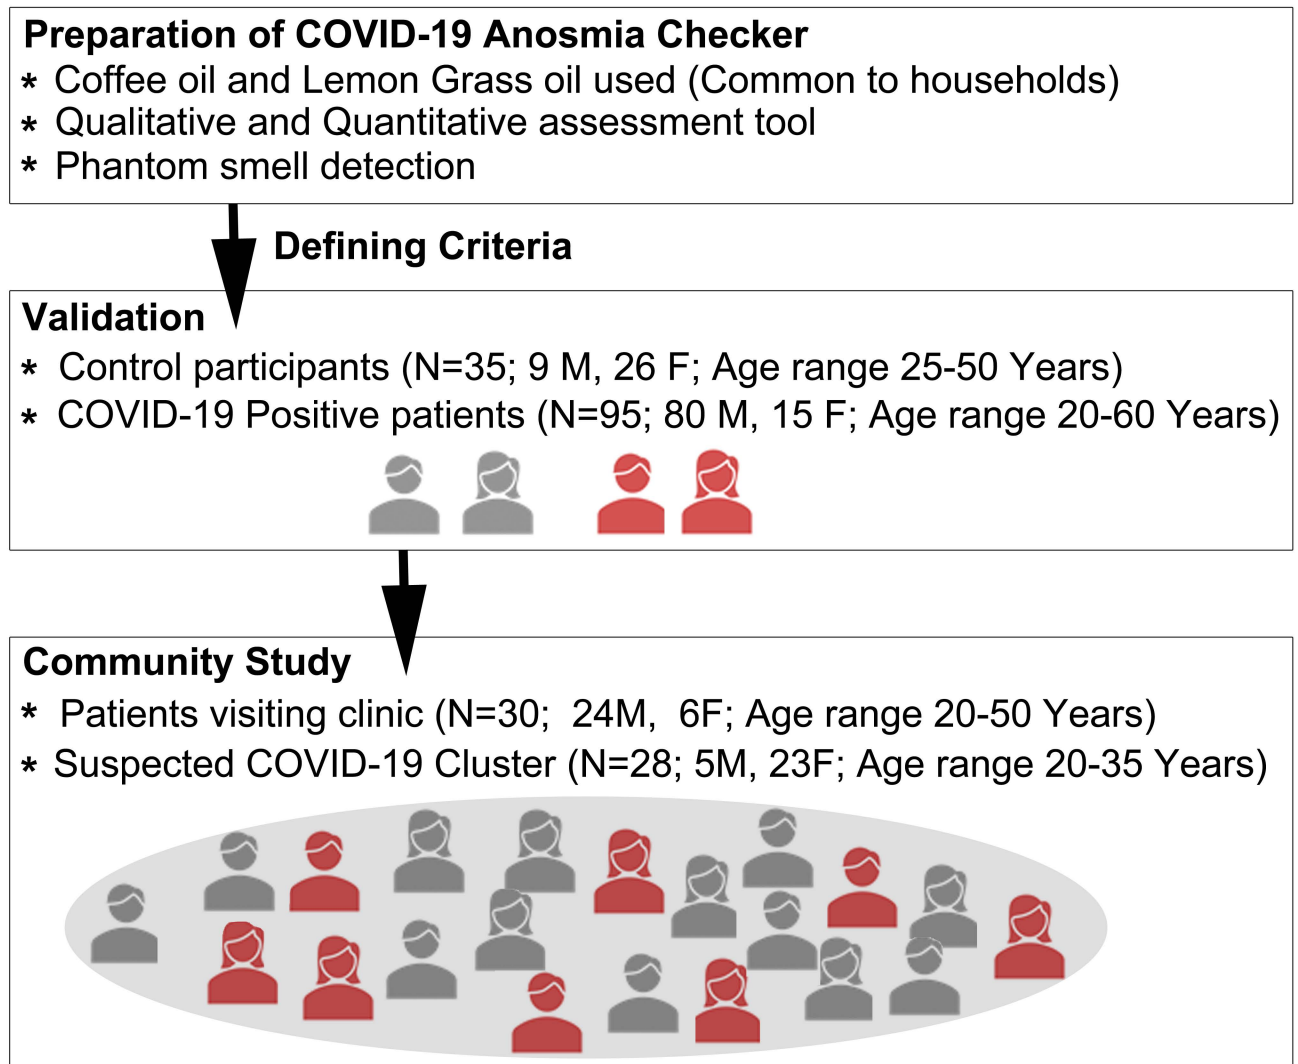 Preparation of COVID-19 Anosmia Checker
* Coffee oil and Lemon Grass oil used (Common to households)
* Qualitative and Quantitative assessment tool
* Phantom smell detection
Defining Criteria
Validation
* Control participants (N=35; 9 M, 26 F; Age range 25-50 Years)
* COVID-19 Positive patients (N=95; 80 M, 15 F; Age range 20-60 Years)
Community Study
* Patients visiting clinic (N=30; 24M, 6F; Age range 20-50 Years)
* Suspected COVID-19 Cluster (N=28; 5M, 23F; Age range 20-35 Years)